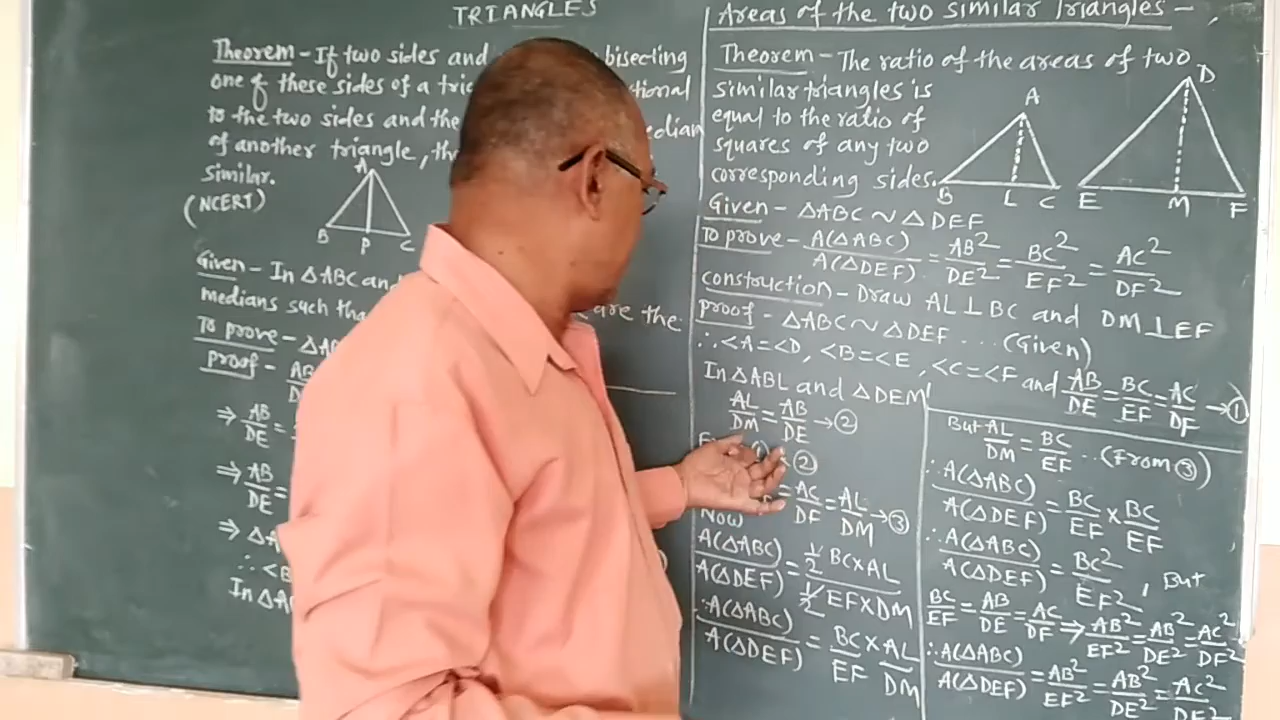 TRIANGLES
Theorem - If two sides and bisecting
one of these sides of a
to the two sides and the median
of another triangle,
similar.
(NCERT)
A
B P C
Given - In △ABC
medians such are the
To prove -
Proof - AB
⇒ AB/DE =
⇒ AB/DE =
⇒
∴
In
Areas of the two similar Triangles -
Theorem - The ratio of the areas of two
similar triangles is
equal to the ratio of
squares of any two
corresponding sides.
A
B L C
D
E M F
Given - △ABC ~ △DEF
To prove - A(△ABC)/A(△DEF) = AB²/DE² = BC²/EF² = AC²/DF²
construction - Draw AL ⊥ BC and DM ⊥ EF
Proof - △ABC ~ △DEF .... (Given)
∴ <A = <D, <B = <E, <C = <F and AB/DE = BC/EF = AC/DF → ①
In △ABL and △DEM
AL/DM = AB/DE → ②
① ②
= AC/DF = AL/DM → ③
Now
A(△ABC)/A(△DEF) = ½ BC × AL / ½ EF × DM
∴ A(△ABC)/A(△DEF) = BC/EF × AL/DM
But AL/DM = BC/EF ... (From ③)
∴ A(△ABC)/A(△DEF) = BC/EF × BC/EF
∴ A(△ABC)/A(△DEF) = BC²/EF², But
BC/EF = AB/DE = AC/DF ⇒ AB²/EF² = AB²/DE² = AC²/DF²
∴ A(△ABC)/A(△DEF) = AB²/EF² = AB²/DE² = AC²/DF²